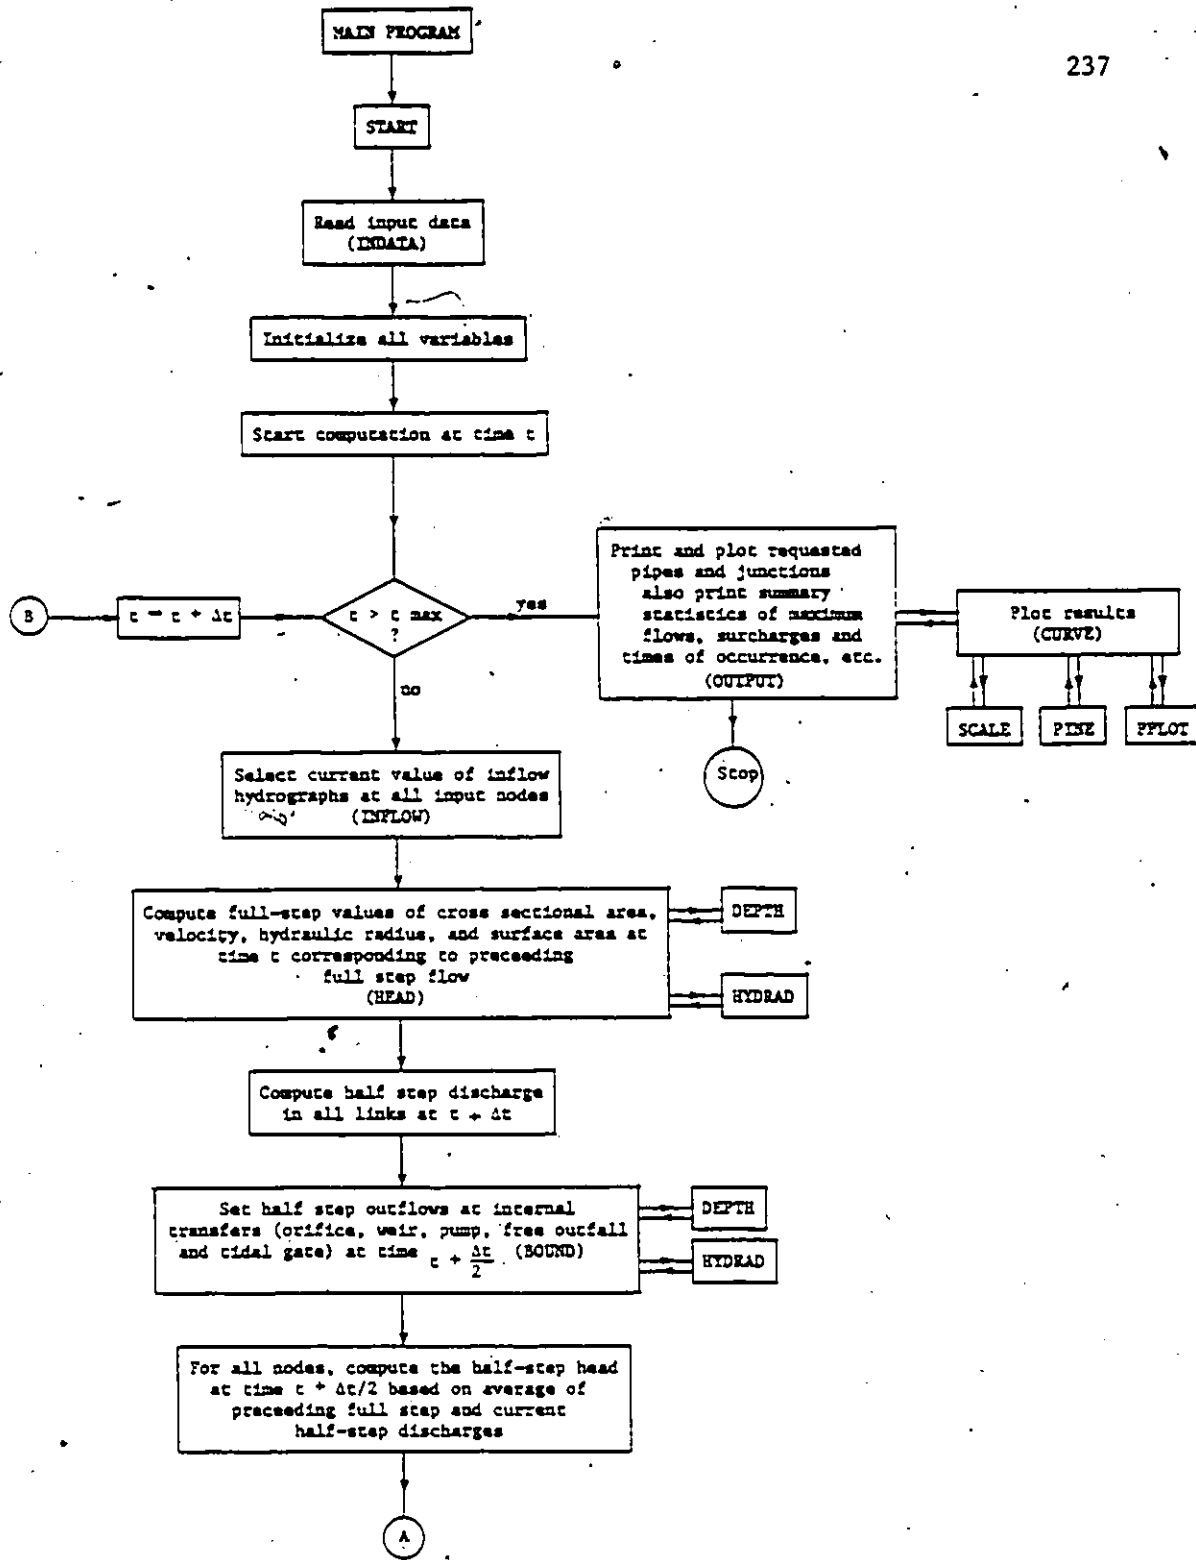 237
MAIN PROGRAM
START
Read input data
(INDATA)
Initialize all variables
Start computation at time t
B
t = t + Δt
t > t max
?
yes
no
Print and plot requested
pipes and junctions
also print summary
statistics of maximum
flows, surcharges and
times of occurrence, etc.
(OUTPUT)
Plot results
(CURVE)
SCALE
PINE
PPLOT
Stop
Select current value of inflow
hydrographs at all input nodes
(INFLOW)
Compute full-step values of cross sectional area,
velocity, hydraulic radius, and surface area at
time t corresponding to preceeding
full step flow
(HEAD)
DEPTH
HYDRAD
Compute half step discharge
in all links at t + Δt
Set half step outflows at internal
transfers (orifice, weir, pump, free outfall
and tidal gate) at time t + Δt/2 (BOUND)
DEPTH
HYDRAD
For all nodes, compute the half-step head
at time t + Δt/2 based on average of
preceeding full step and current
half-step discharges
A